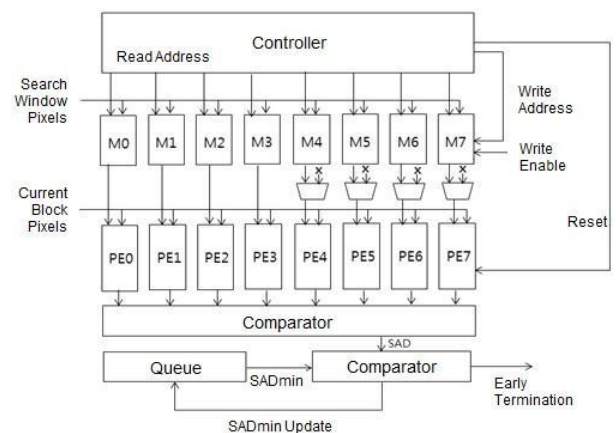 Controller
Read Address
Search
Window
Pixels
Write
Address
M0 M1 M2 M3 M4 M5 M6 M7
Write
Enable
x x x x
Current
Block
Pixels
Reset
PE0 PE1 PE2 PE3 PE4 PE5 PE6 PE7
Comparator
SAD
Queue
SADmin
Comparator
Early
Termination
SADmin Update